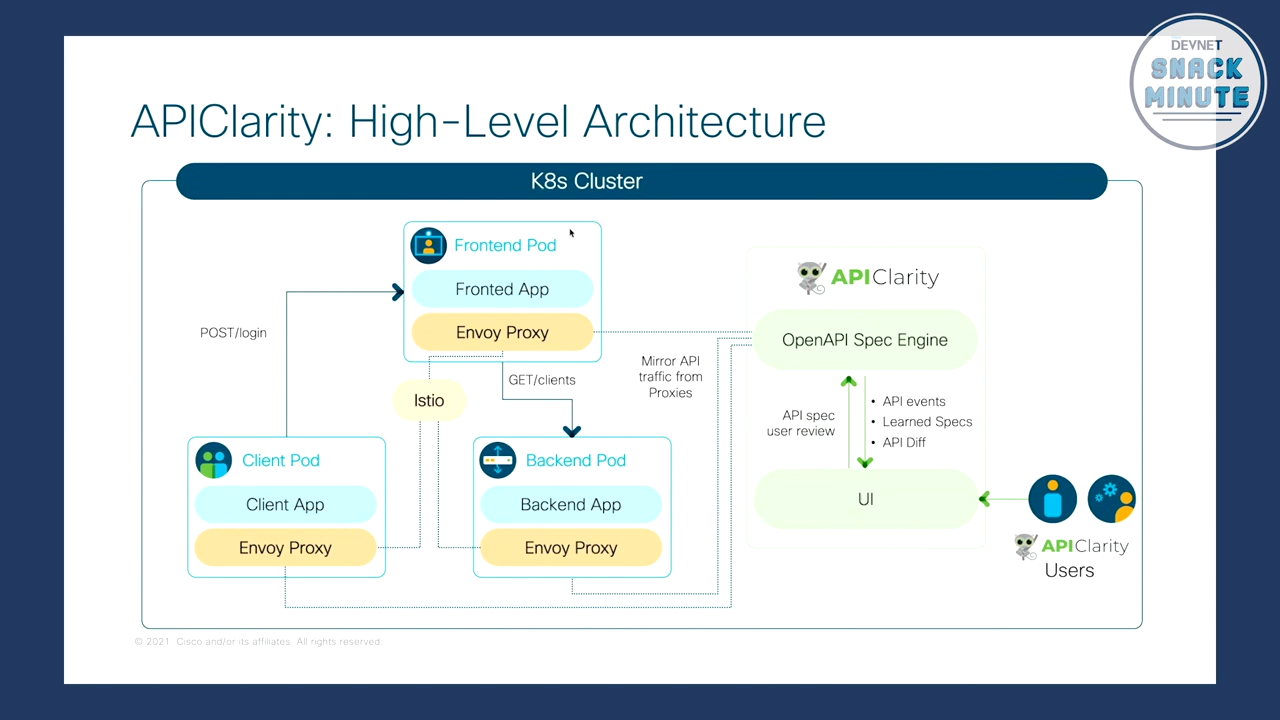 DEVNET
SNACK
MINUTE
APIClarity: High-Level Architecture
K8s Cluster
Frontend Pod
Fronted App
Envoy Proxy
POST/login
GET/clients
Istio
Mirror API
traffic from
Proxies
Client Pod
Client App
Envoy Proxy
Backend Pod
Backend App
Envoy Proxy
APIClarity
OpenAPI Spec Engine
API spec
user review
• API events
• Learned Specs
• API Diff
UI
APIClarity
Users
© 2021 Cisco and/or its affiliates. All rights reserved.